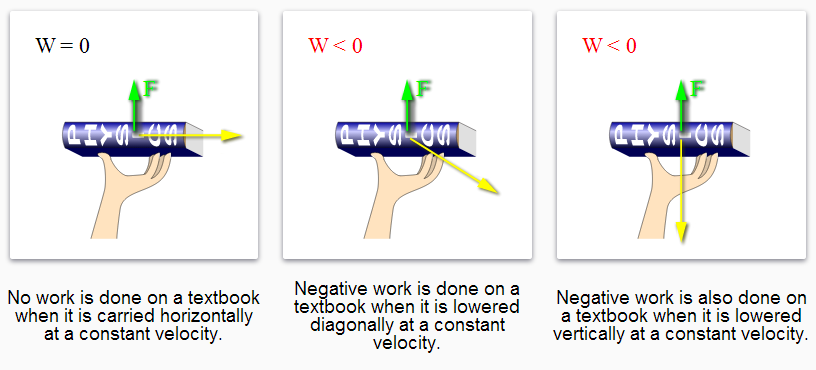 W = 0
F
PHYSICS
No work is done on a textbook
when it is carried horizontally
at a constant velocity.
W < 0
F
PHYSICS
Negative work is done on a
textbook when it is lowered
diagonally at a constant
velocity.
W < 0
F
PHYSICS
Negative work is also done on
a textbook when it is lowered
vertically at a constant velocity.